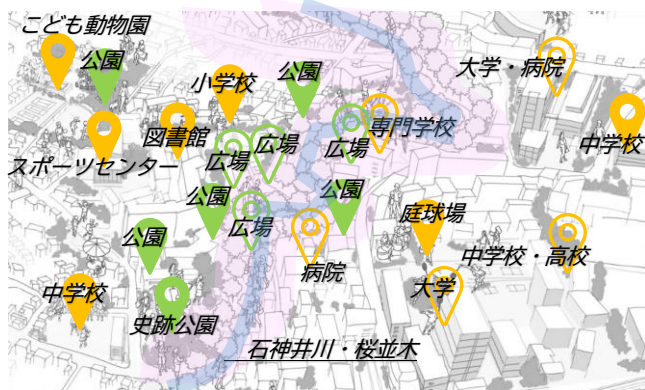 こども動物園
公園
小学校
公園
大学・病院
スポーツセンター
図書館
広場
広場
広場
専門学校
中学校
公園
広場
公園
庭球場
公園
病院
中学校・高校
中学校
史跡公園
大学
石神井川・桜並木